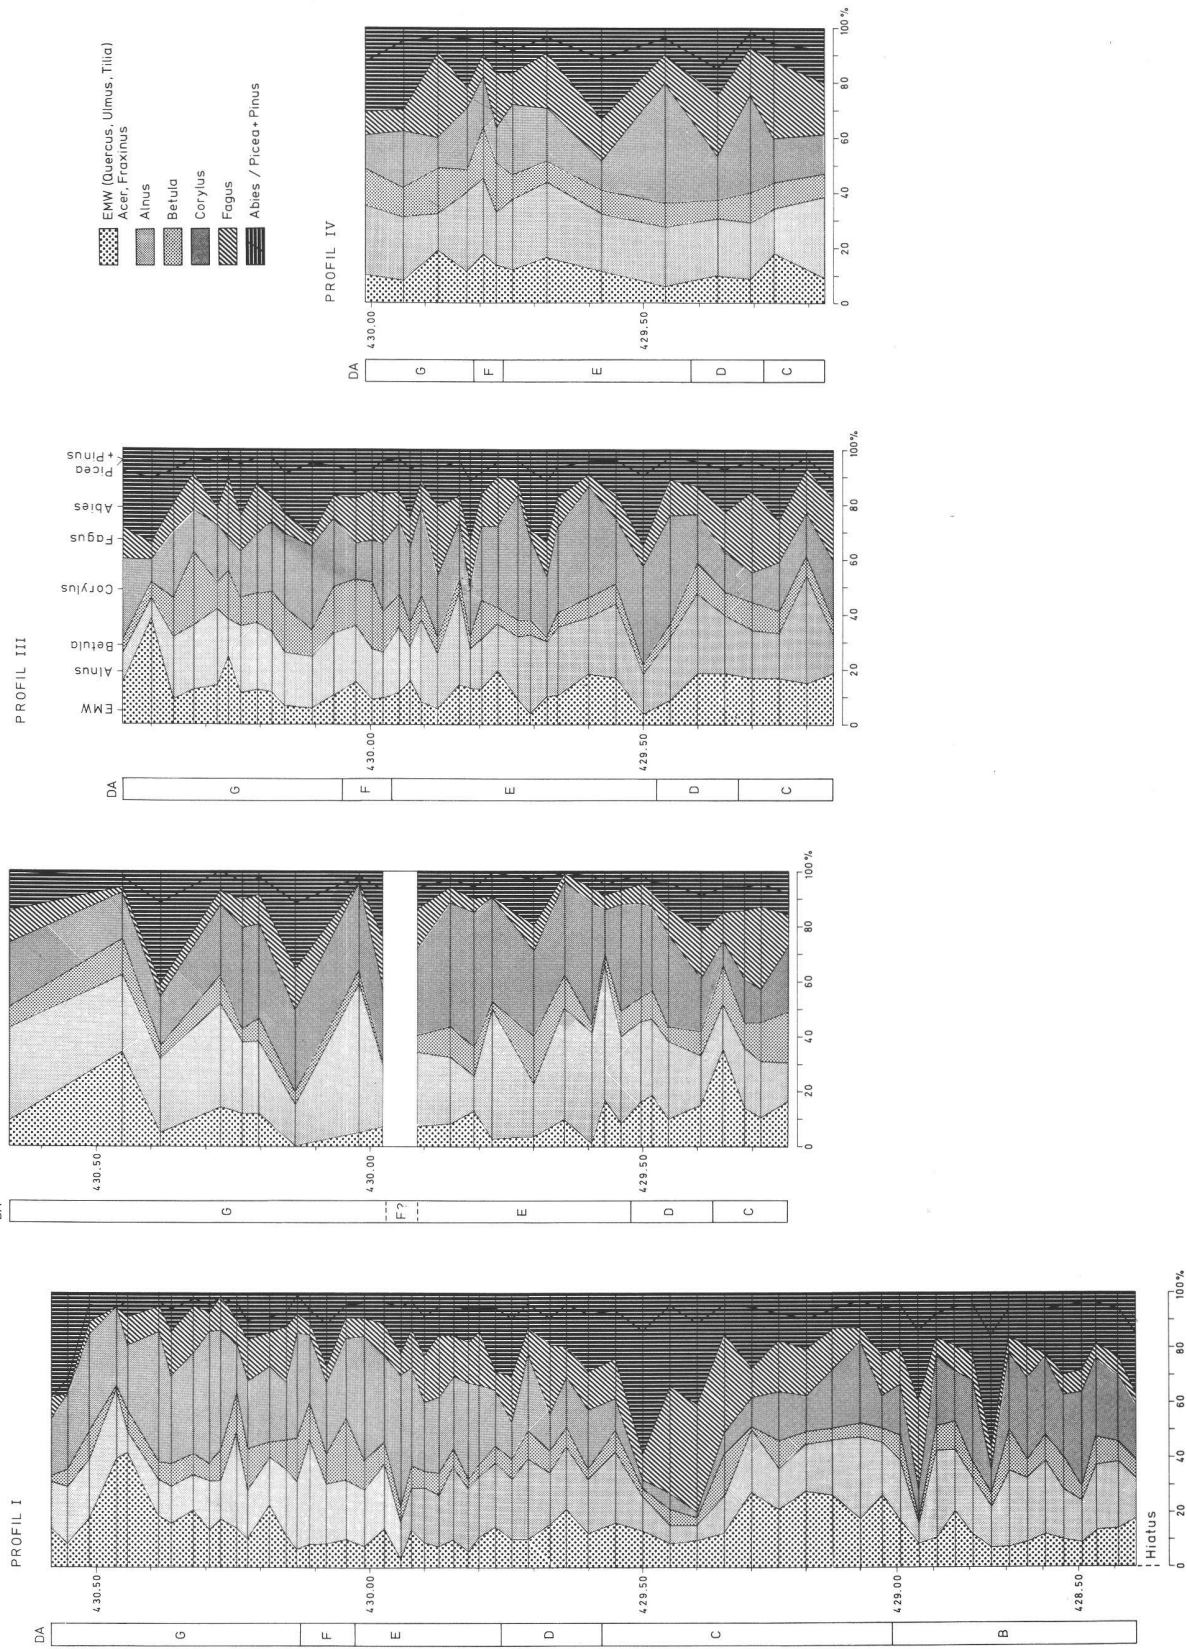 EMW (Quercus, Ulmus, Tilia)
Acer, Fraxinus
Alnus
Betula
Corylus
Fagus
Abies / Picea + Pinus
PROFIL IV
DA
G
F
E
D
C
430.00
429.50
0 20 40 60 80 100%
PROFIL III
EMW
Alnus
Betula
Corylus
Fagus
Abies
Picea
+ Pinus
DA
G
F
E
D
C
430.00
429.50
0 20 40 60 80 100%
G
F?
E
D
C
430.50
430.00
429.50
0 20 40 60 80 100%
PROFIL I
DA
G
F
E
D
C
B
430.50
430.00
429.50
429.00
428.50
Hiatus
0 20 40 60 80 100%